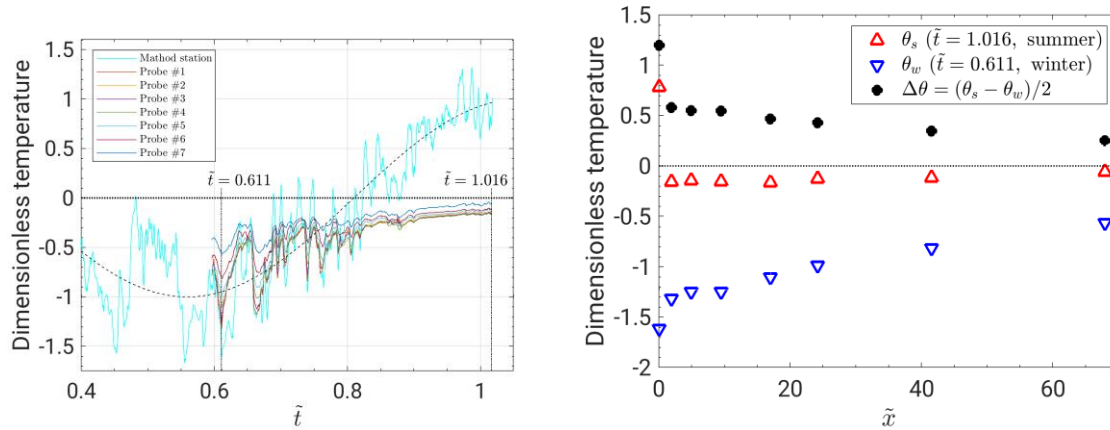 Dimensionless temperature
1.5
1
0.5
0
-0.5
-1
-1.5
Mathod station
Probe #1
Probe #2
Probe #3
Probe #4
Probe #5
Probe #6
Probe #7
t̃ = 0.611
t̃ = 1.016
0.4 0.6 0.8 1
t̃
Dimensionless temperature
1.5
1
0.5
0
-0.5
-1
-1.5
-2
θs (t̃ = 1.016, summer)
θw (t̃ = 0.611, winter)
Δθ = (θs − θw)/2
0 20 40 60
x̃